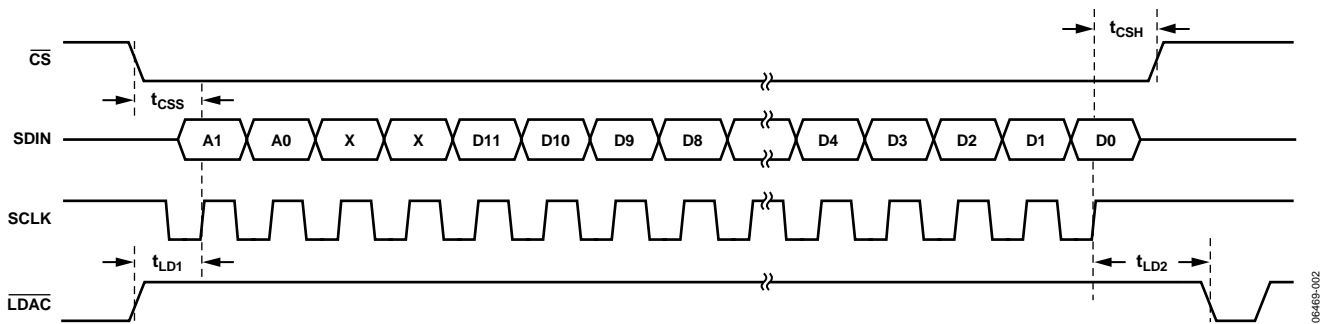 CS tCSH
tCSS
SDIN A1 A0 X X D11 D10 D9 D8 D4 D3 D2 D1 D0
SCLK
tLD1 tLD2
LDAC
06469-002